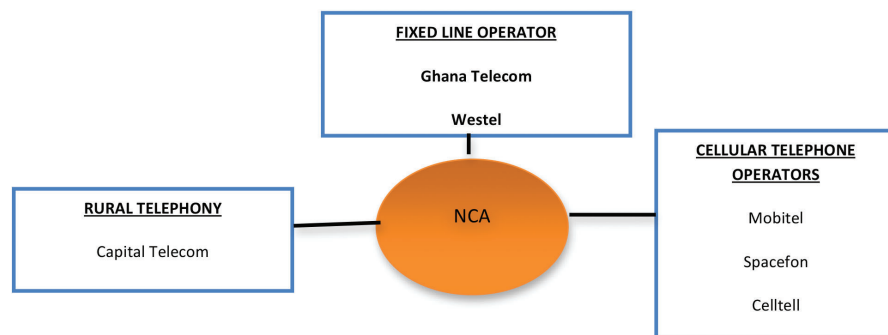 FIXED LINE OPERATOR
Ghana Telecom
Westel
CELLULAR TELEPHONE
OPERATORS
Mobitel
Spacefon
Celltell
RURAL TELEPHONY
Capital Telecom
NCA